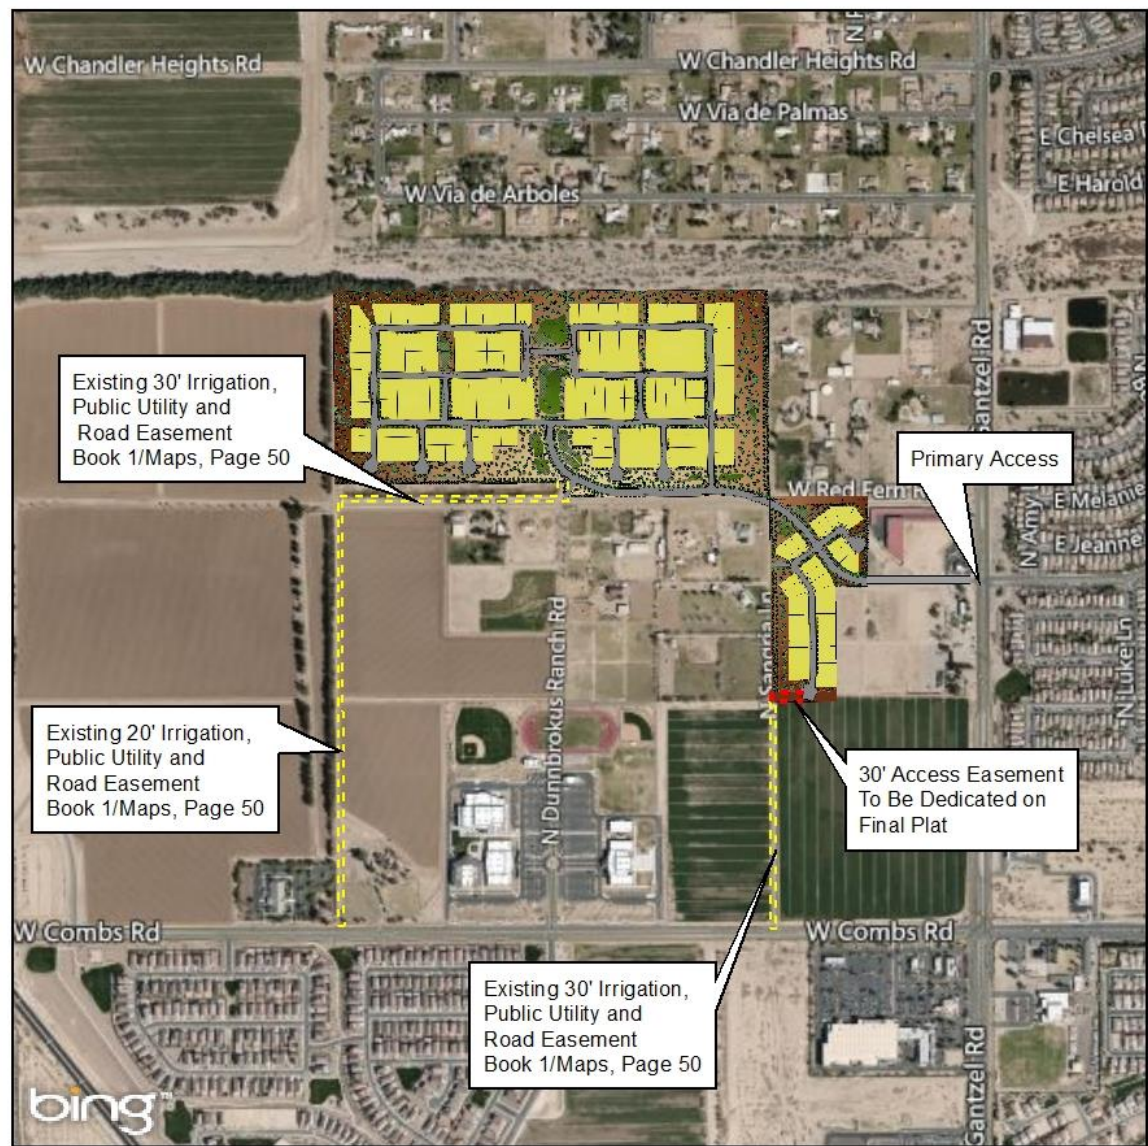 W Chandler Heights Rd
W Chandler Heights Rd
W Via de Palmas
E Chelsea
E Harold
W Via de Arboles
Gantzel Rd
Existing 30' Irrigation,
Public Utility and
Road Easement
Book 1/Maps, Page 50
Primary Access
W Red Fern R
E Melanie
N Amy
E Jeanne
N Dunnbrokus Ranch Rd
N Sangria Ln
N Luke Ln
Existing 20' Irrigation,
Public Utility and
Road Easement
Book 1/Maps, Page 50
30' Access Easement
To Be Dedicated on
Final Plat
W Combs Rd
W Combs Rd
Existing 30' Irrigation,
Public Utility and
Road Easement
Book 1/Maps, Page 50
Gantzel Rd
bing